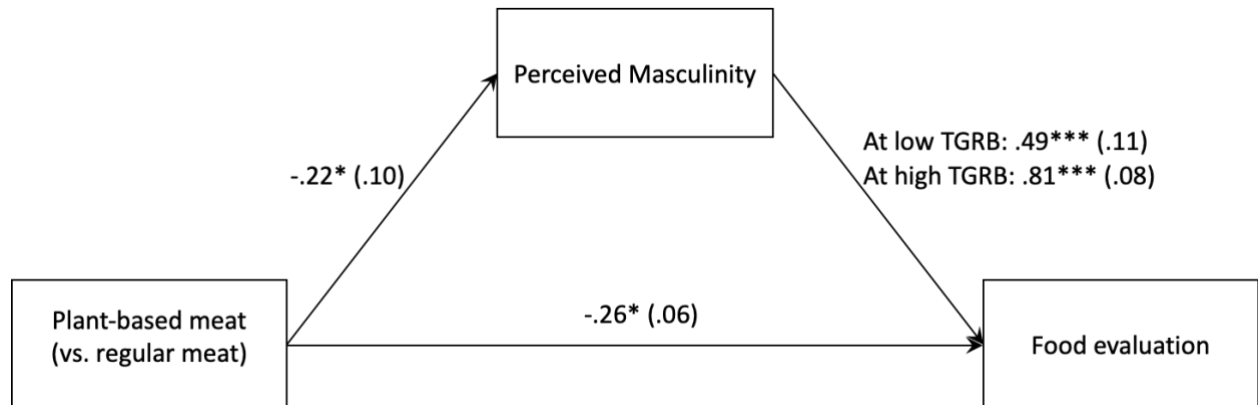 Perceived Masculinity
At low TGRB: .49*** (.11)
At high TGRB: .81*** (.08)
-.22* (.10)
-.26* (.06)
Plant-based meat
(vs. regular meat)
Food evaluation